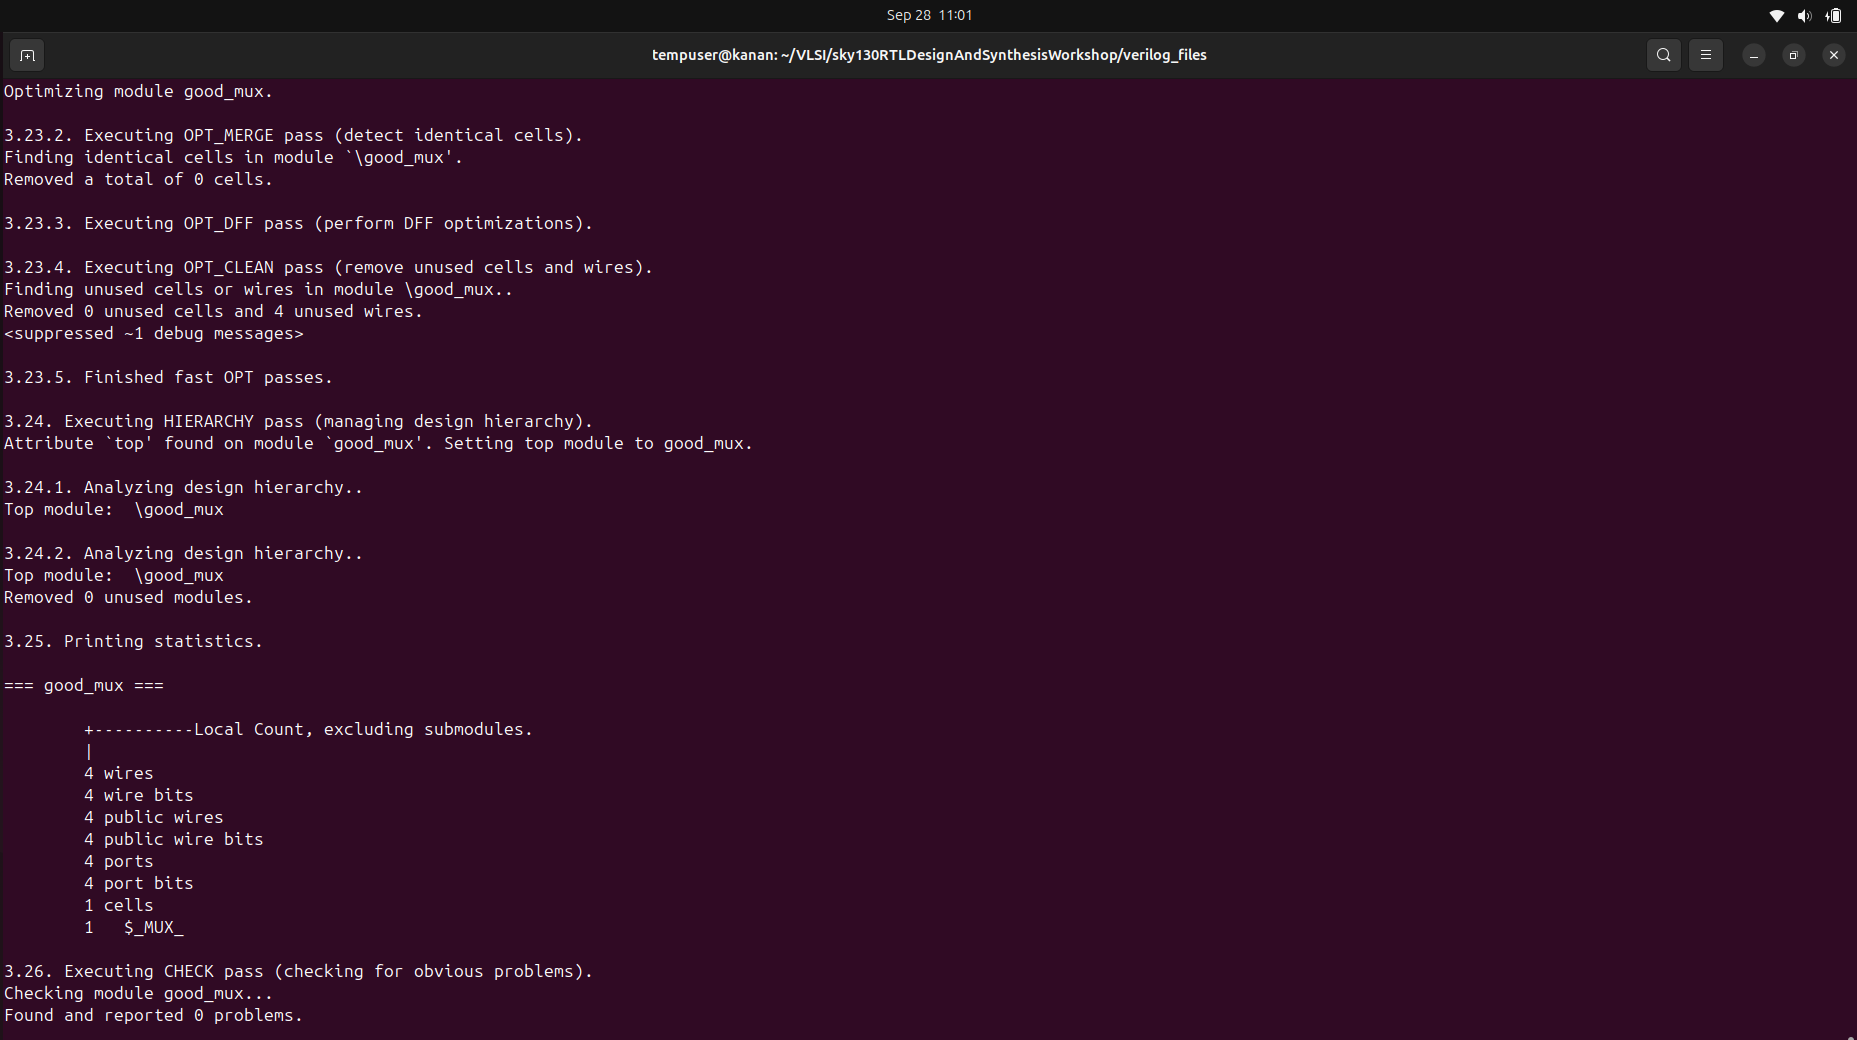 Sep 28 11:01
tempuser@kanan: ~/VLSI/sky130RTLDesignAndSynthesisWorkshop/verilog_files
Optimizing module good_mux.
3.23.2. Executing OPT_MERGE pass (detect identical cells).
Finding identical cells in module `\good_mux'.
Removed a total of 0 cells.
3.23.3. Executing OPT_DFF pass (perform DFF optimizations).
3.23.4. Executing OPT_CLEAN pass (remove unused cells and wires).
Finding unused cells or wires in module \good_mux..
Removed 0 unused cells and 4 unused wires.
<suppressed ~1 debug messages>
3.23.5. Finished fast OPT passes.
3.24. Executing HIERARCHY pass (managing design hierarchy).
Attribute `top' found on module `good_mux'. Setting top module to good_mux.
3.24.1. Analyzing design hierarchy..
Top module:  \good_mux
3.24.2. Analyzing design hierarchy..
Top module:  \good_mux
Removed 0 unused modules.
3.25. Printing statistics.
=== good_mux ===
+----------Local Count, excluding submodules.
|
4 wires
4 wire bits
4 public wires
4 public wire bits
4 ports
4 port bits
1 cells
1   $_MUX_
3.26. Executing CHECK pass (checking for obvious problems).
Checking module good_mux...
Found and reported 0 problems.